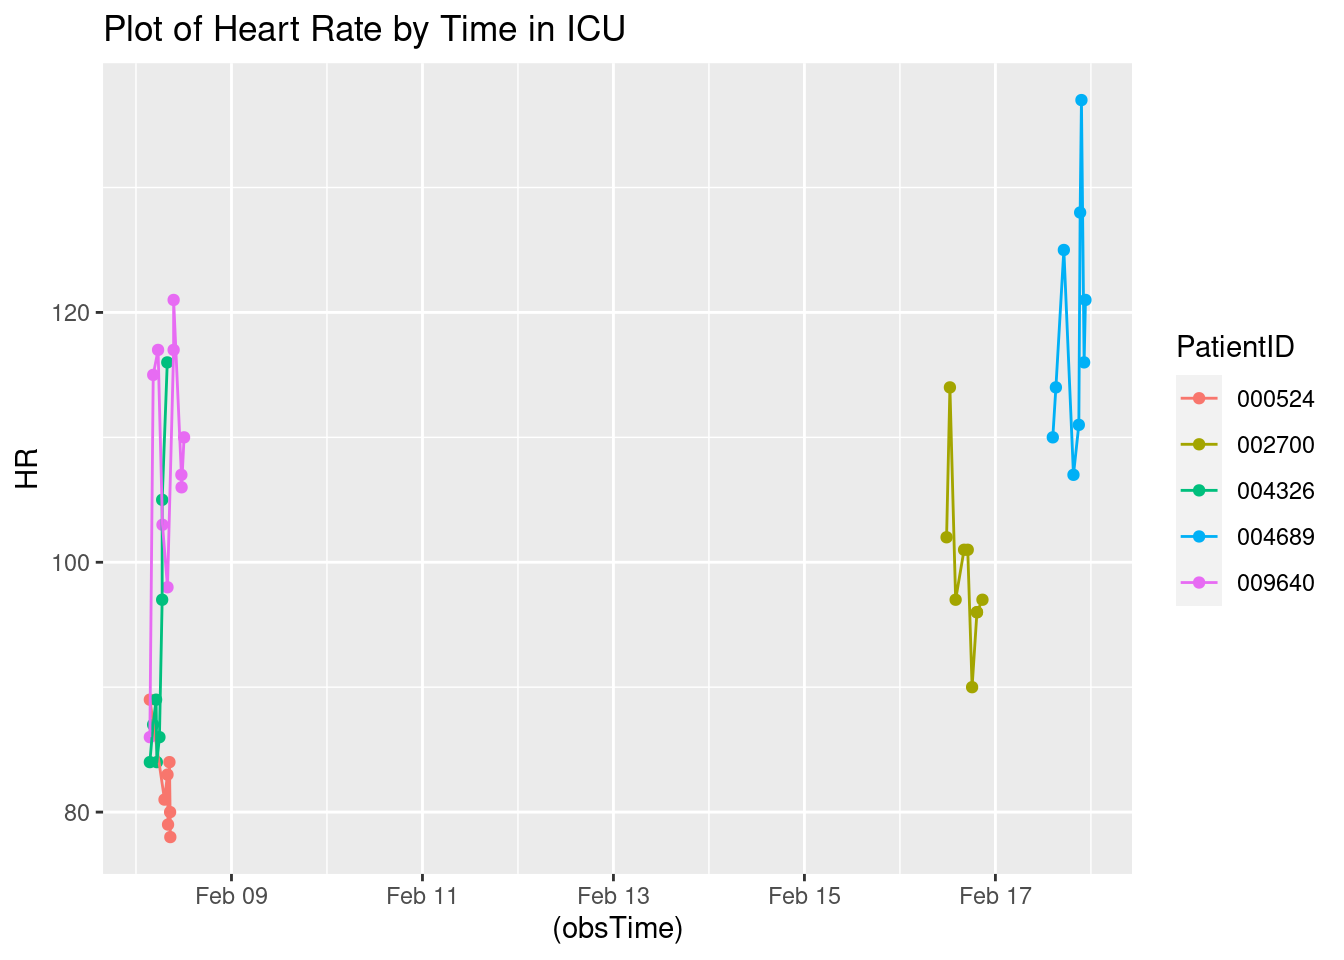 Plot of Heart Rate by Time in ICU
HR
120
100
80
Feb 09
Feb 11
Feb 13
Feb 15
Feb 17
(obsTime)
PatientID
000524
002700
004326
004689
009640